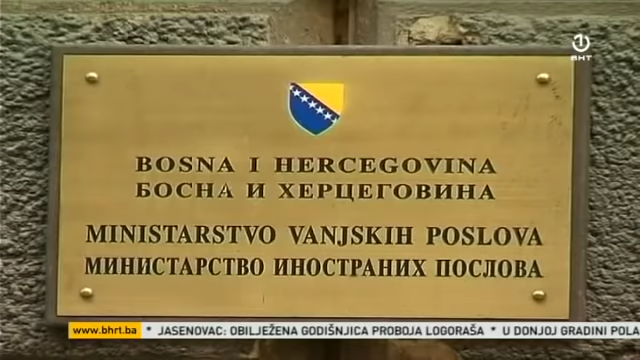 1
BHT
BOSNA I HERCEGOVINA
БОСНА И ХЕРЦЕГОВИНА
MINISTARSTVO VANJSKIH POSLOVA
МИНИСТАРСТВО ИНОСТРАНИХ ПОСЛОВА
www.bhrt.ba * JASENOVAC: OBILJEŽENA GODIŠNJICA PROBOJA LOGORAŠA * U DONJOJ GRADINI POLA